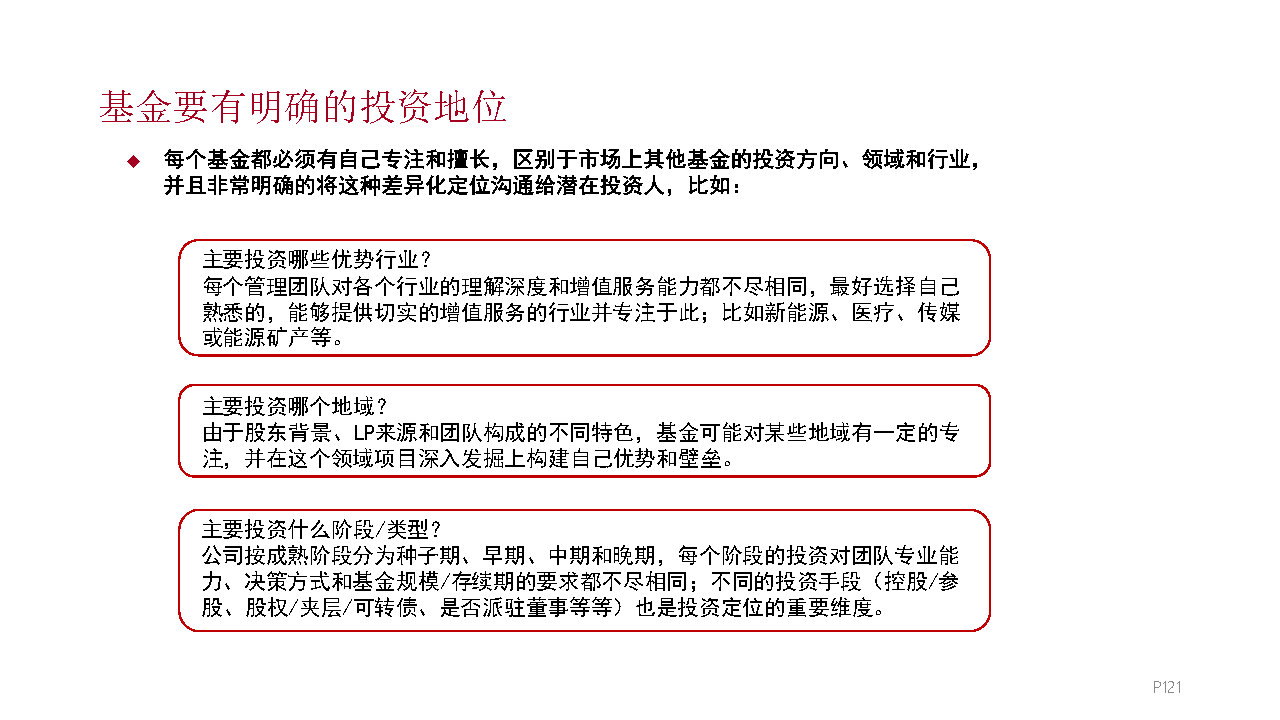 基金要有明确的投资地位
◆ 每个基金都必须有自己专注和擅长，区别于市场上其他基金的投资方向、领域和行业，
并且非常明确的将这种差异化定位沟通给潜在投资人，比如：
主要投资哪些优势行业？
每个管理团队对各个行业的理解深度和增值服务能力都不尽相同，最好选择自己
熟悉的，能够提供切实的增值服务的行业并专注于此；比如新能源、医疗、传媒
或能源矿产等。
主要投资哪个地域？
由于股东背景、LP来源和团队构成的不同特色，基金可能对某些地域有一定的专
注，并在这个领域项目深入发掘上构建自己优势和壁垒。
主要投资什么阶段/类型？
公司按成熟阶段分为种子期、早期、中期和晚期，每个阶段的投资对团队专业能
力、决策方式和基金规模/存续期的要求都不尽相同；不同的投资手段（控股/参
股、股权/夹层/可转债、是否派驻董事等等）也是投资定位的重要维度。
P121